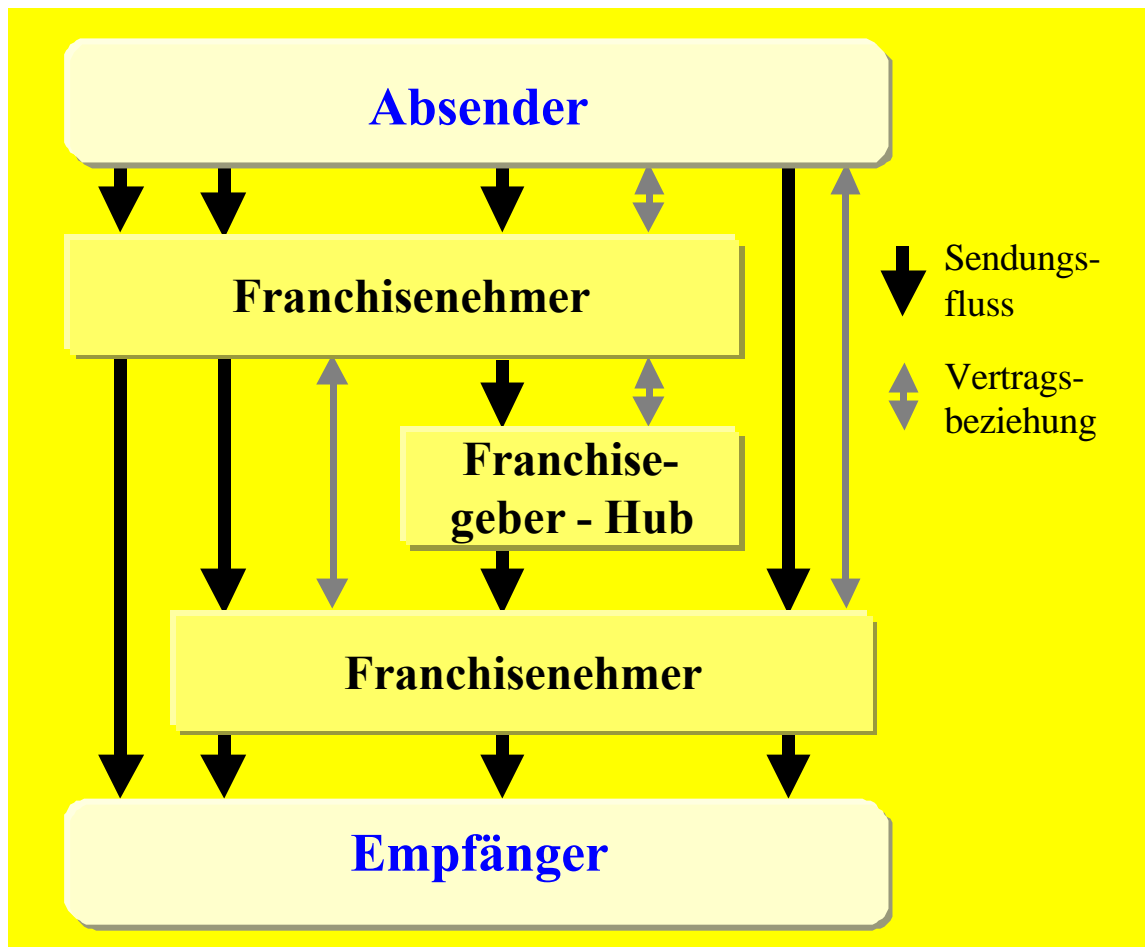 Absender
Franchisenehmer
Sendungs-
fluss
Vertrags-
beziehung
Franchise-
geber - Hub
Franchisenehmer
Empfänger